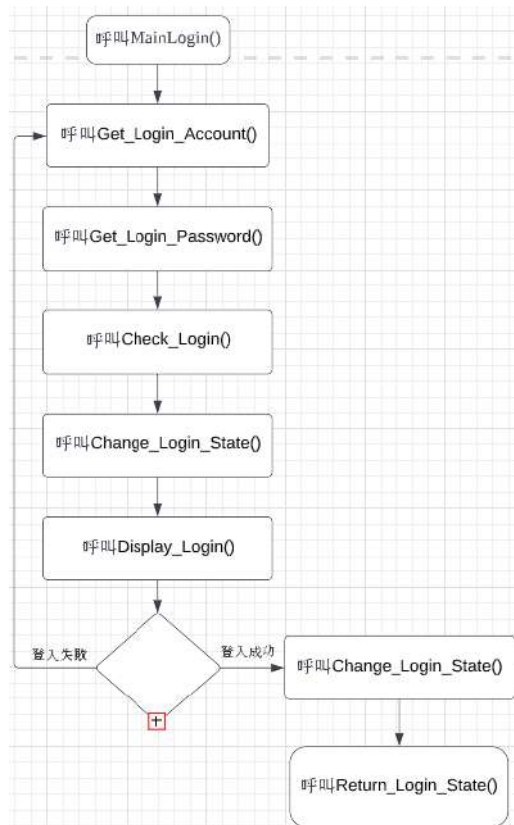 呼叫MainLogin()
呼叫Get_Login_Account()
呼叫Get_Login_Password()
呼叫Check_Login()
呼叫Change_Login_State()
呼叫Display_Login()
登入失敗
登入成功
呼叫Change_Login_State()
呼叫Return_Login_State()